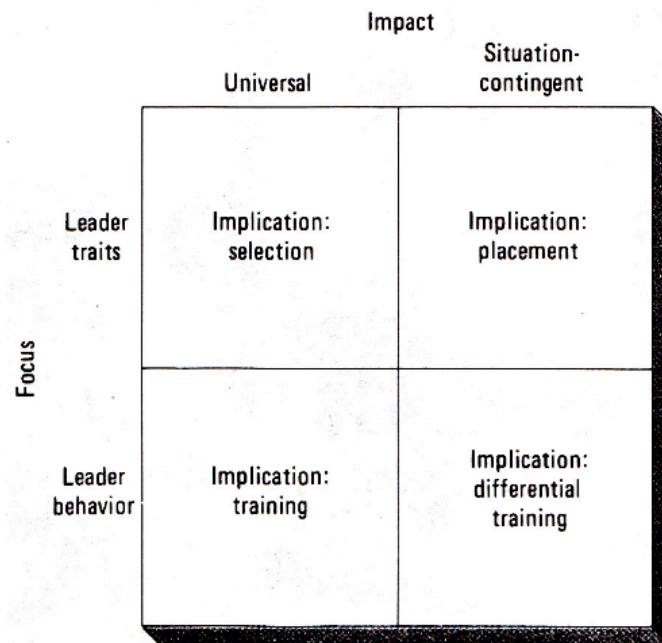 Impact
Universal
Situation-
contingent
Focus
Leader
traits
Implication:
selection
Implication:
placement
Leader
behavior
Implication:
training
Implication:
differential
training